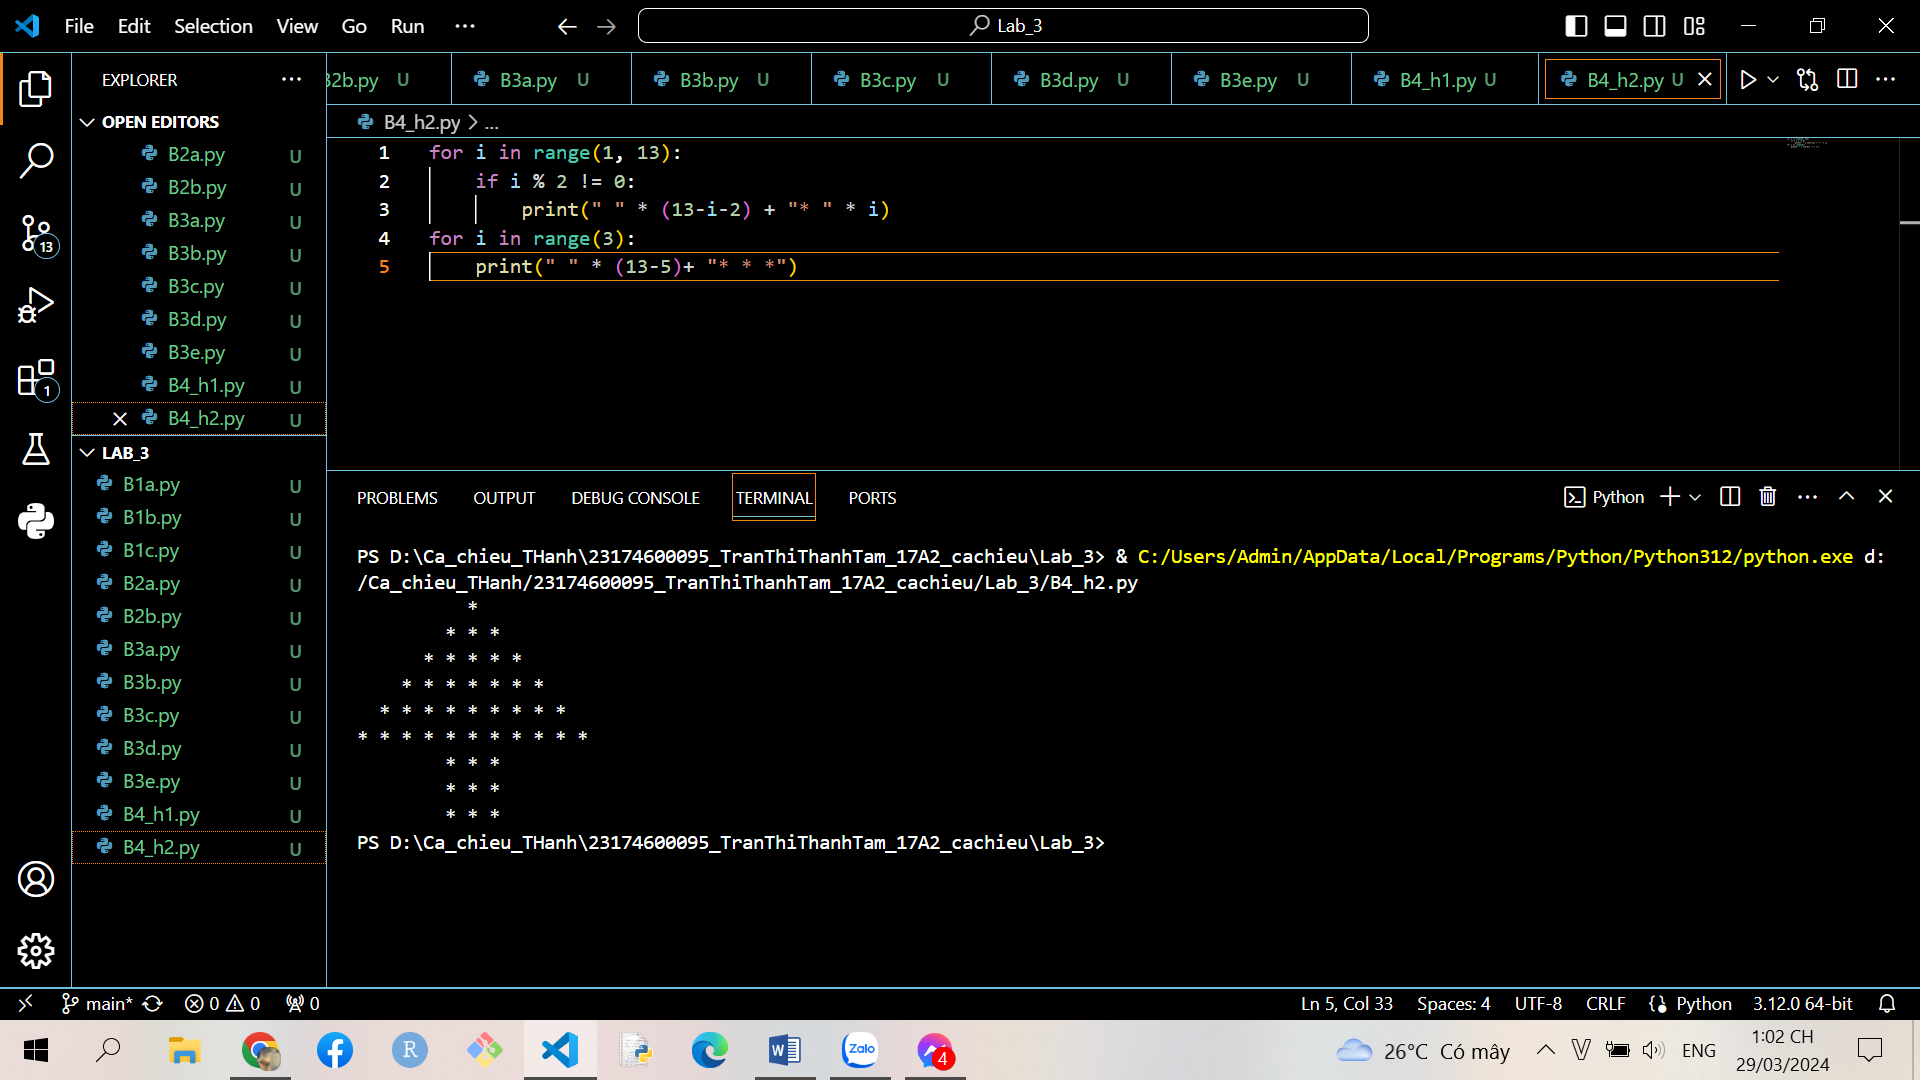 File Edit Selection View Go Run ···
Lab_3
EXPLORER
OPEN EDITORS
B2a.py U
B2b.py U
B3a.py U
B3b.py U
B3c.py U
B3d.py U
B3e.py U
B4_h1.py U
B4_h2.py U
LAB_3
B1a.py U
B1b.py U
B1c.py U
B2a.py U
B2b.py U
B3a.py U
B3b.py U
B3c.py U
B3d.py U
B3e.py U
B4_h1.py U
B4_h2.py U
13
1
B2b.py U B3a.py U B3b.py U B3c.py U B3d.py U B3e.py U B4_h1.py U B4_h2.py U
B4_h2.py > ...
1 for i in range(1, 13):
2 if i % 2 != 0:
3 print(" " * (13-i-2) + "* " * i)
4 for i in range(3):
5 print(" " * (13-5)+ "* * *")
PROBLEMS OUTPUT DEBUG CONSOLE TERMINAL PORTS
Python
PS D:\Ca_chieu_THanh\23174600095_TranThiThanhTam_17A2_cachieu\Lab_3> & C:/Users/Admin/AppData/Local/Programs/Python/Python312/python.exe d:
/Ca_chieu_THanh/23174600095_TranThiThanhTam_17A2_cachieu/Lab_3/B4_h2.py
*
* * *
* * * * *
* * * * * * *
* * * * * * * * *
* * * * * * * * * * *
* * *
* * *
* * *
PS D:\Ca_chieu_THanh\23174600095_TranThiThanhTam_17A2_cachieu\Lab_3>
main* 0 0 0
Ln 5, Col 33 Spaces: 4 UTF-8 CRLF Python 3.12.0 64-bit
R
Zalo
4
26°C Có mây
V
ENG
1:02 CH
29/03/2024